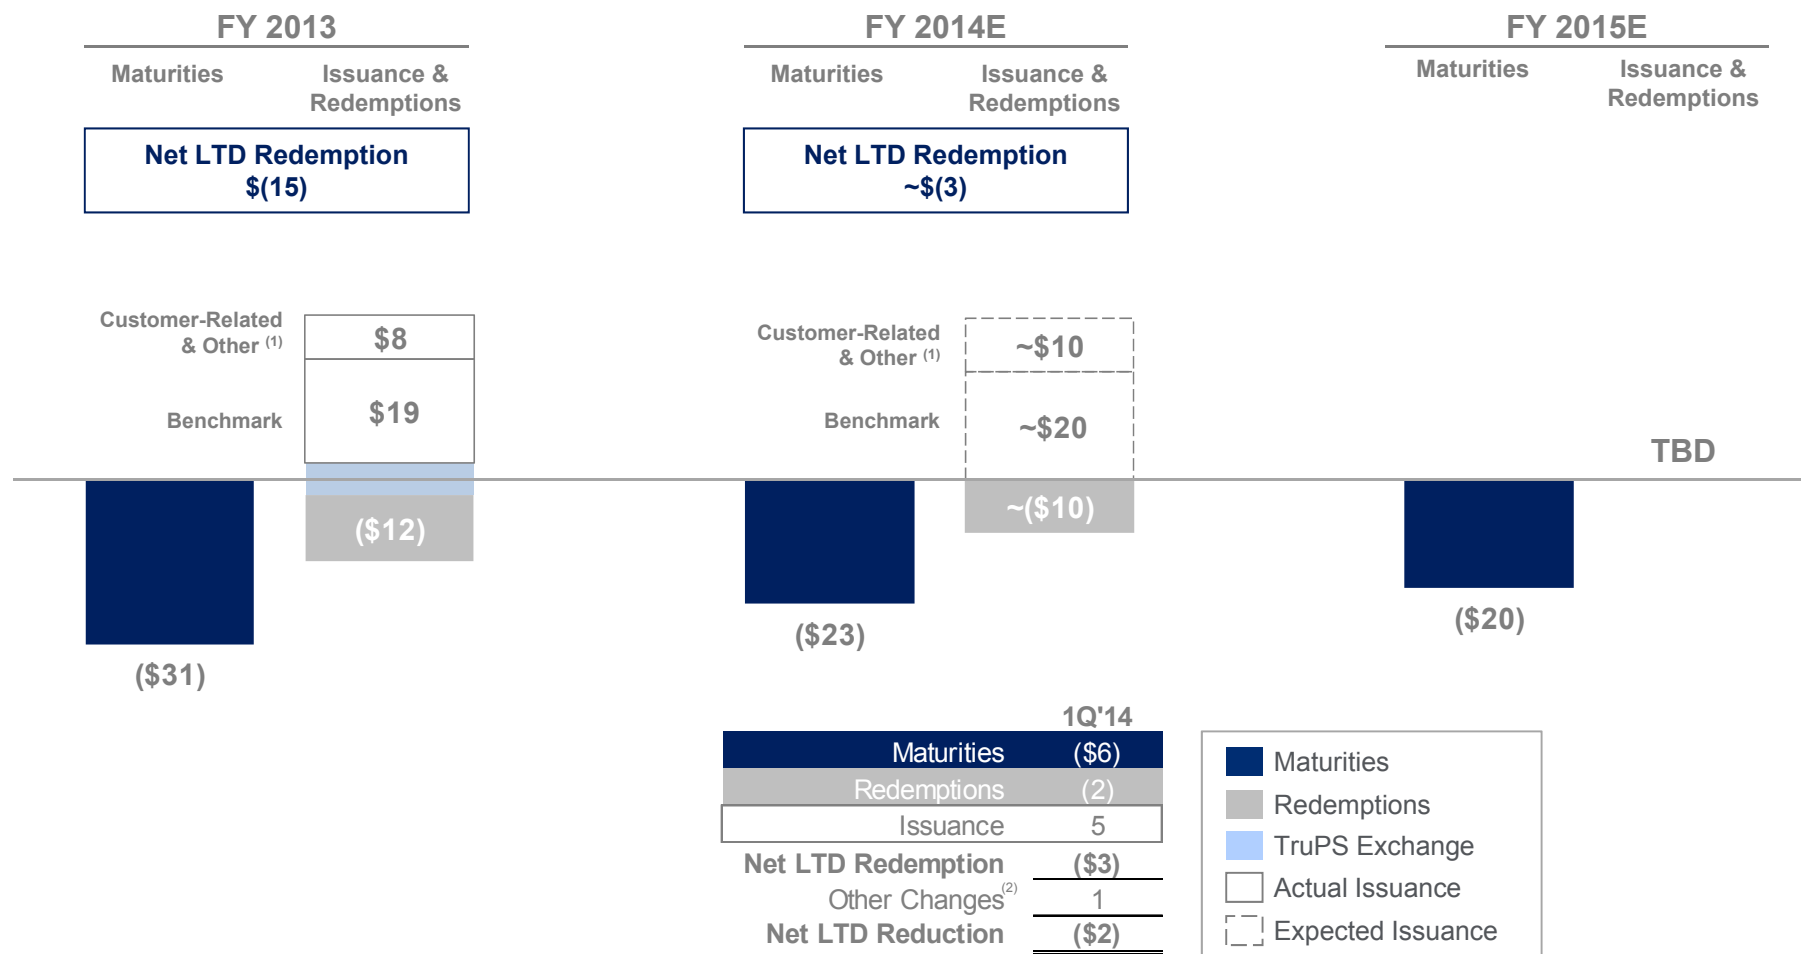 FY 2013
Maturities
Issuance &
Redemptions
Net LTD Redemption
$(15)
Customer-Related
& Other (1)
$8
Benchmark
$19
($12)
($31)
FY 2014E
Maturities
Issuance &
Redemptions
Net LTD Redemption
~$(3)
Customer-Related
& Other (1)
~$10
Benchmark
~$20
~($10)
($23)
FY 2015E
Maturities
Issuance &
Redemptions
TBD
($20)
1Q'14
Maturities ($6)
Redemptions (2)
Issuance 5
Net LTD Redemption ($3)
Other Changes(2) 1
Net LTD Reduction ($2)
Maturities
Redemptions
TruPS Exchange
Actual Issuance
Expected Issuance